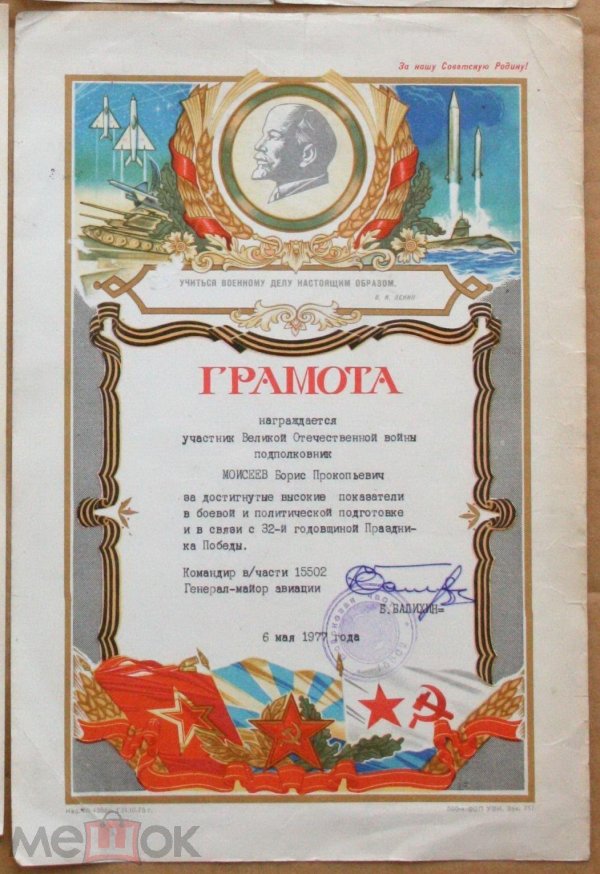 За нашу Советскую Родину!
УЧИТЬСЯ ВОЕННОМУ ДЕЛУ НАСТОЯЩИМ ОБРАЗОМ.
В. И. ЛЕНИН
ГРАМОТА
награждается
участник Великой Отечественной войны
подполковник
МОИСЕЕВ Борис Прокопьевич
за достигнутые высокие показатели
в боевой и политической подготовке
и в связи с 32-й годовщиной Праздни-
ка Победы.
Командир в/части 15502
Генерал-майор авиации
Б.БАЛИХИН=
6 мая 1977 года
мешок